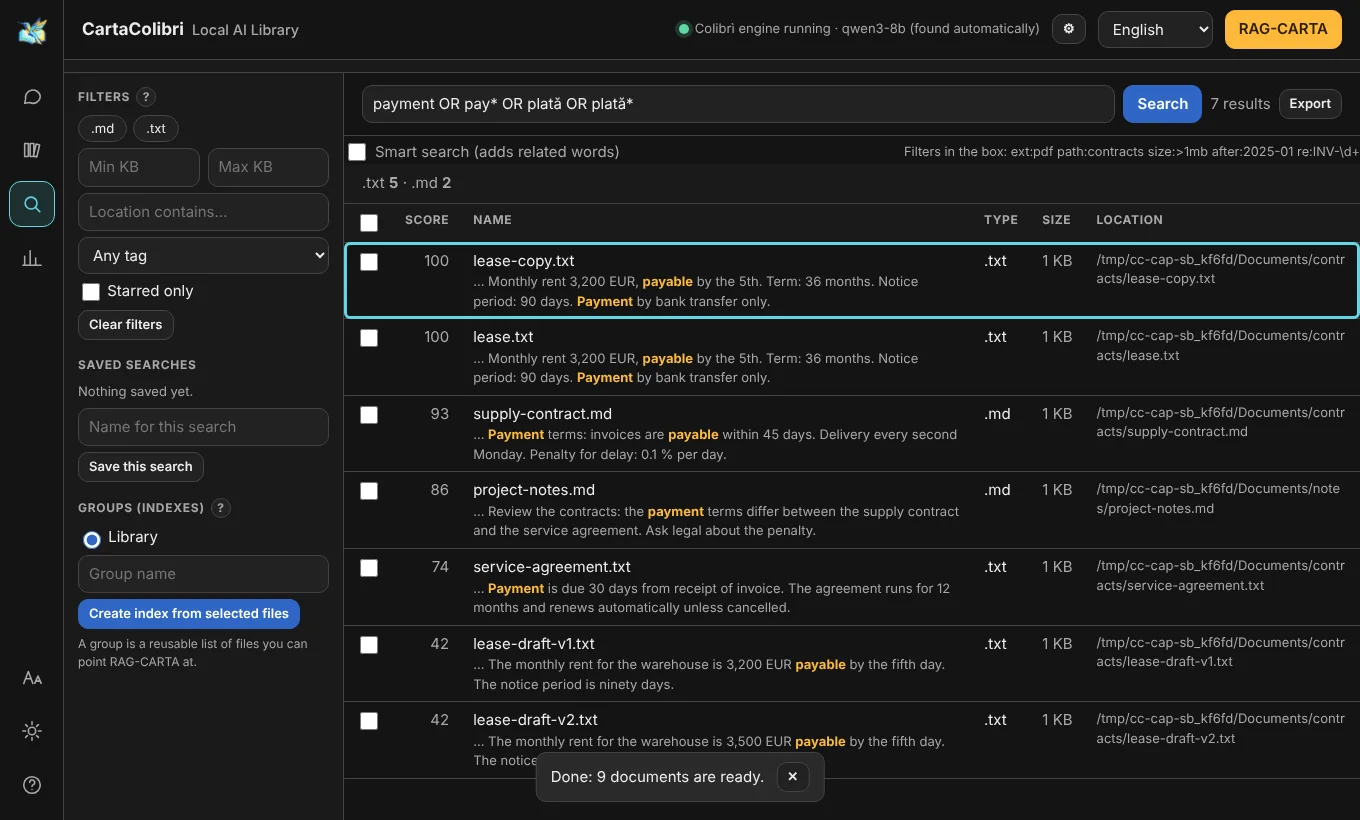 CartaColibri Local AI Library
Colibrì engine running · qwen3-8b (found automatically)
English
RAG-CARTA
FILTERS ?
.md .txt
Min KB Max KB
Location contains...
Any tag
Starred only
Clear filters
SAVED SEARCHES
Nothing saved yet.
Name for this search
Save this search
GROUPS (INDEXES) ?
Library
Group name
Create index from selected files
A group is a reusable list of files you can
point RAG-CARTA at.
payment OR pay* OR plată OR plată*
Search 7 results Export
Smart search (adds related words)
Filters in the box: ext:pdf path:contracts size:>1mb after:2025-01 re:INV-\d+
.txt 5 · .md 2
SCORE NAME TYPE SIZE LOCATION
100 lease-copy.txt .txt 1 KB /tmp/cc-cap-sb_kf6fd/Documents/contr
acts/lease-copy.txt
... Monthly rent 3,200 EUR, payable by the 5th. Term: 36 months. Notice
period: 90 days. Payment by bank transfer only.
100 lease.txt .txt 1 KB /tmp/cc-cap-sb_kf6fd/Documents/contr
acts/lease.txt
... Monthly rent 3,200 EUR, payable by the 5th. Term: 36 months. Notice
period: 90 days. Payment by bank transfer only.
93 supply-contract.md .md 1 KB /tmp/cc-cap-sb_kf6fd/Documents/contr
acts/supply-contract.md
... Payment terms: invoices are payable within 45 days. Delivery every second
Monday. Penalty for delay: 0.1 % per day.
86 project-notes.md .md 1 KB /tmp/cc-cap-sb_kf6fd/Documents/note
s/project-notes.md
... Review the contracts: the payment terms differ between the supply contract
and the service agreement. Ask legal about the penalty.
74 service-agreement.txt .txt 1 KB /tmp/cc-cap-sb_kf6fd/Documents/contr
acts/service-agreement.txt
... Payment is due 30 days from receipt of invoice. The agreement runs for 12
months and renews automatically unless cancelled.
42 lease-draft-v1.txt .txt 1 KB /tmp/cc-cap-sb_kf6fd/Documents/contr
acts/lease-draft-v1.txt
... The monthly rent for the warehouse is 3,200 EUR payable by the fifth day.
The notice period is ninety days.
42 lease-draft-v2.txt .txt 1 KB /tmp/cc-cap-sb_kf6fd/Documents/contr
acts/lease-draft-v2.txt
... The monthly rent for the warehouse is 3,500 EUR payable by the fifth day.
The notice
Done: 9 documents are ready. ×
AA
?